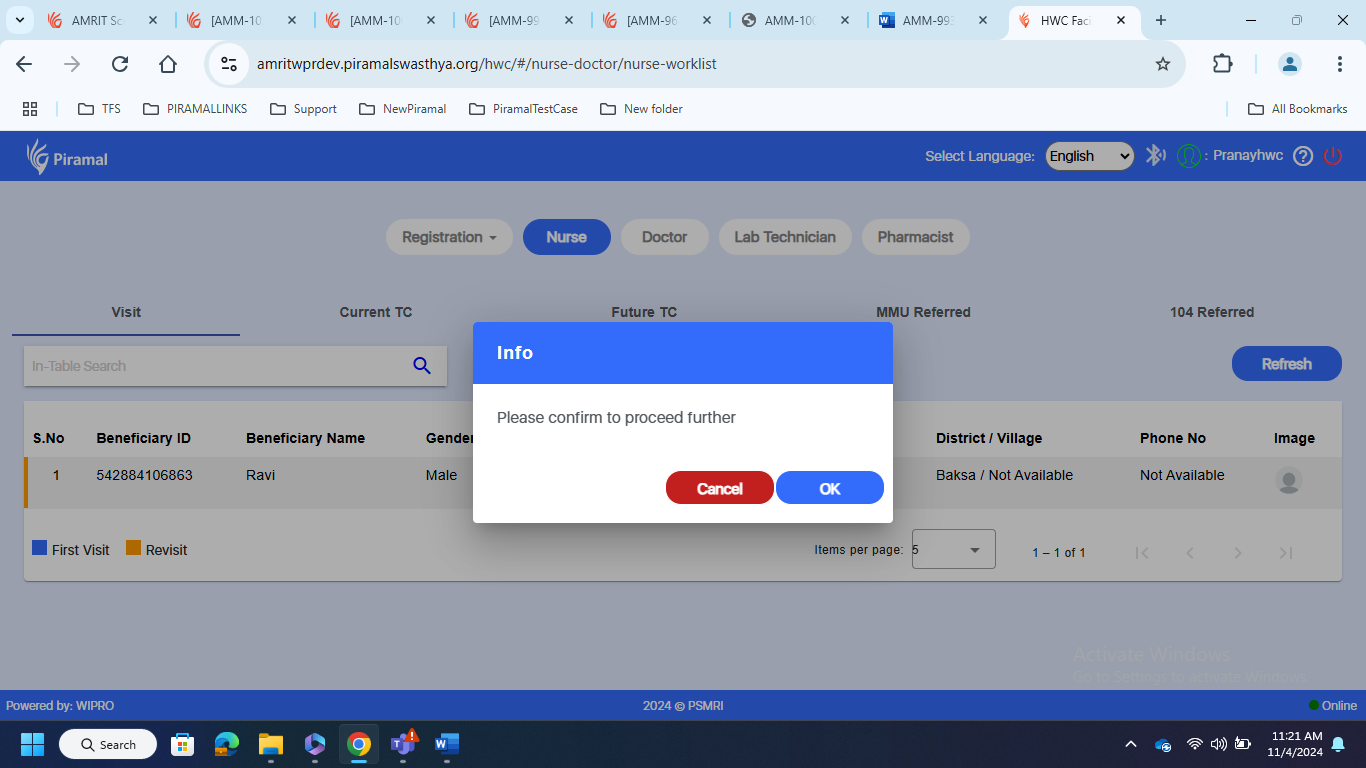 AMRIT Sc
[AMM-10
[AMM-10
[AMM-99
[AMM-96
AMM-100
AMM-993
HWC Faci
amritwprdev.piramalswasthya.org/hwc/#/nurse-doctor/nurse-worklist
TFS
PIRAMALLINKS
Support
NewPiramal
PiramalTestCase
New folder
All Bookmarks
Piramal
Select Language:
English
: Pranayhwc
Registration
Nurse
Doctor
Lab Technician
Pharmacist
Visit
Current TC
Future TC
MMU Referred
104 Referred
In-Table Search
Refresh
Info
Please confirm to proceed further
Cancel
OK
S.No
Beneficiary ID
Beneficiary Name
Gender
District / Village
Phone No
Image
1
542884106863
Ravi
Male
Baksa / Not Available
Not Available
First Visit
Revisit
Items per page:
5
1 – 1 of 1
Activate Windows
Go to Settings to activate Windows.
Powered by: WIPRO
2024 © PSMRI
Online
Search
11:21 AM
11/4/2024